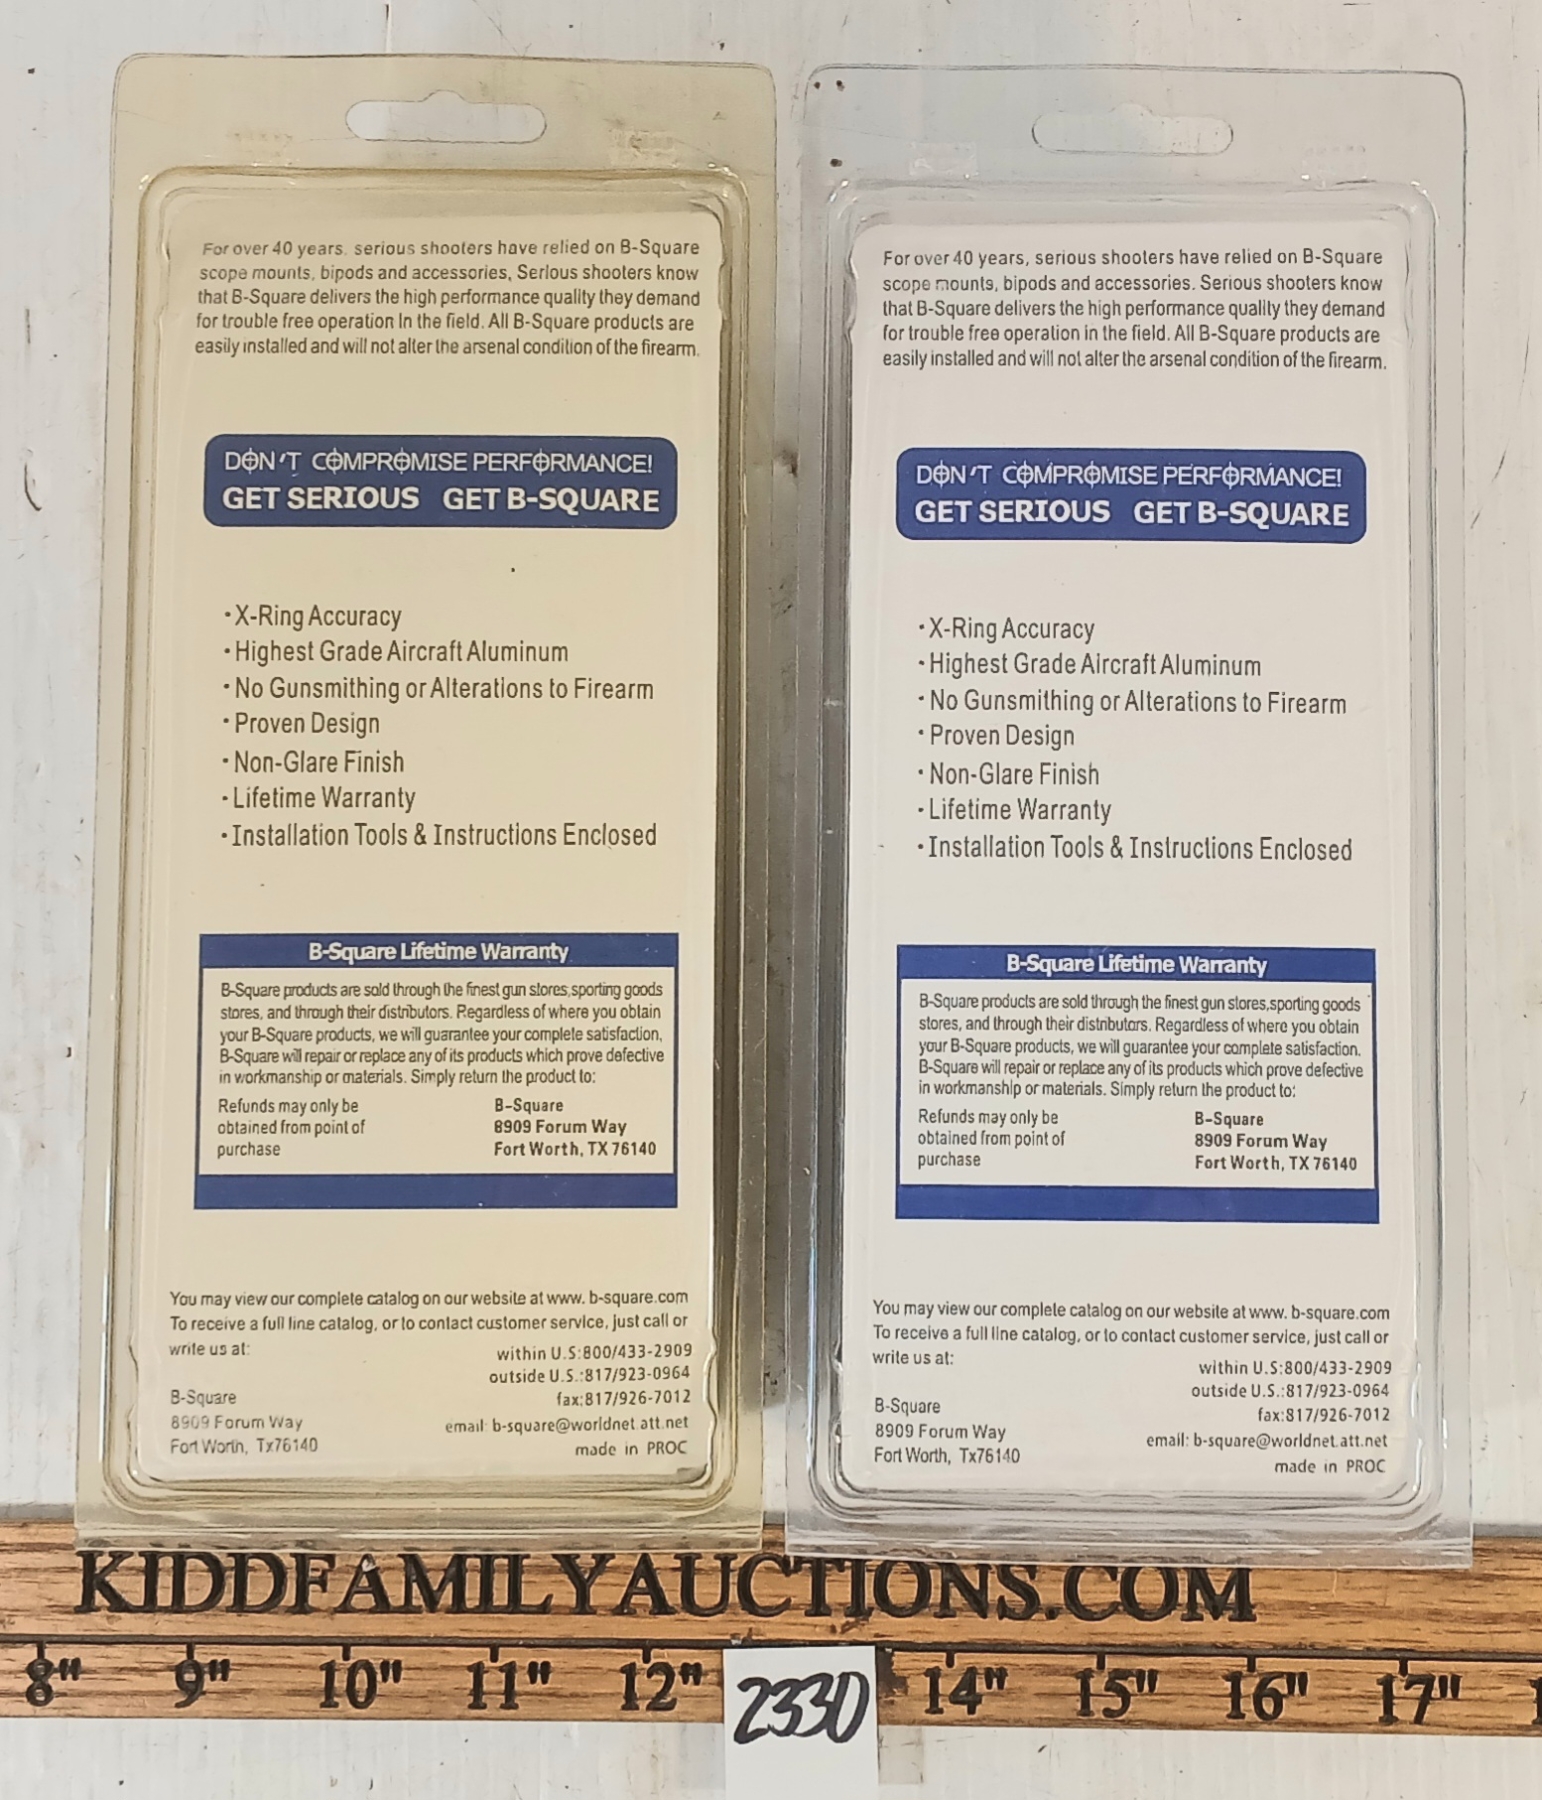 For over 40 years, serious shooters have relied on B-Square
scope mounts, bipods and accessories, Serious shooters know
that B-Square delivers the high performance quality they demand
for trouble free operation In the field. All B-Square products are
easily installed and will not alter the arsenal condition of the firearm.
DON'T COMPROMISE PERFORMANCE!
GET SERIOUS GET B-SQUARE
·X-Ring Accuracy
·Highest Grade Aircraft Aluminum
·No Gunsmithing or Alterations to Firearm
·Proven Design
·Non-Glare Finish
·Lifetime Warranty
·Installation Tools & Instructions Enclosed
B-Square Lifetime Warranty
B-Square products are sold through the finest gun stores,sporting goods
stores, and through their distributors. Regardless of where you obtain
your B-Square products, we will guarantee your complete satisfaction,
B-Square will repair or replace any of its products which prove defective
in workmanship or materials. Simply return the product to:
Refunds may only be
obtained from point of
purchase
B-Square
8909 Forum Way
Fort Worth, TX 76140
You may view our complete catalog on our website at www. b-square.com
To receive a full line catalog, or to contact customer service, just call or
write us at:
within U.S:800/433-2909
outside U.S.:817/923-0964
fax:817/926-7012
email: b-square@worldnet.att.net
made in PROC
B-Square
8909 Forum Way
Fort Worth, Tx76140
For over 40 years, serious shooters have relied on B-Square
scope mounts, bipods and accessories. Serious shooters know
that B-Square delivers the high performance quality they demand
for trouble free operation in the field. All B-Square products are
easily installed and will not alter the arsenal condition of the firearm.
DON'T COMPROMISE PERFORMANCE!
GET SERIOUS GET B-SQUARE
·X-Ring Accuracy
·Highest Grade Aircraft Aluminum
·No Gunsmithing or Alterations to Firearm
·Proven Design
·Non-Glare Finish
·Lifetime Warranty
·Installation Tools & Instructions Enclosed
B-Square Lifetime Warranty
B-Square products are sold through the finest gun stores,sporting goods
stores, and through their distributors. Regardless of where you obtain
your B-Square products, we will guarantee your complete satisfaction.
B-Square will repair or replace any of its products which prove defective
in workmanship or materials. Simply return the product to:
Refunds may only be
obtained from point of
purchase
B-Square
8909 Forum Way
Fort Worth, TX 76140
You may view our complete catalog on our website at www. b-square.com
To receive a full line catalog, or to contact customer service, just call or
write us at:
within U.S:800/433-2909
outside U.S.:817/923-0964
fax:817/926-7012
email: b-square@worldnet.att.net
made in PROC
B-Square
8909 Forum Way
Fort Worth, Tx76140
KIDDFAMILYAUCTIONS.COM
8" 9" 10" 11" 12" 2330 14" 15" 16" 17"